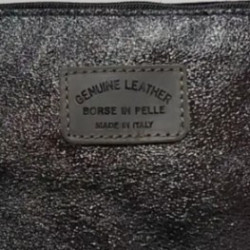 GENUINE LEATHER
BORSE IN PELLE
MADE IN ITALY